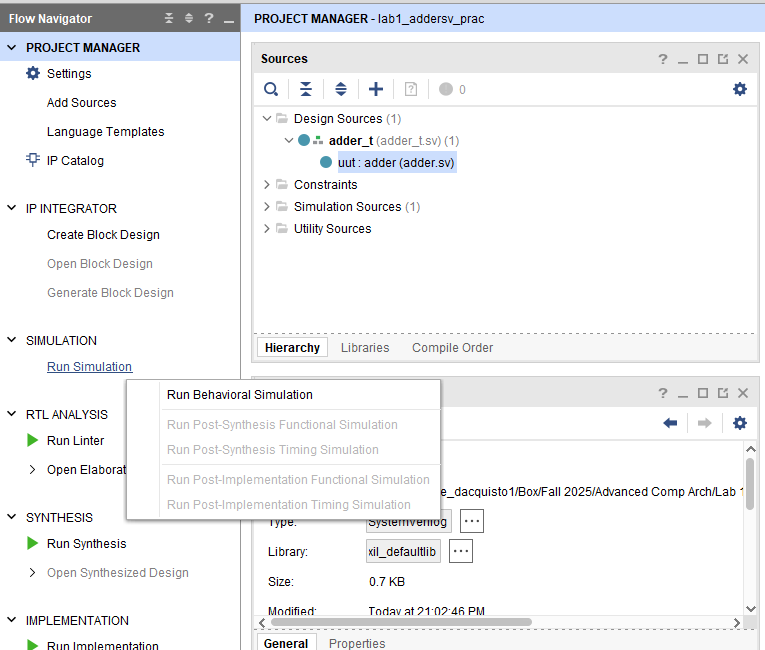 Flow Navigator
PROJECT MANAGER
Settings
Add Sources
Language Templates
IP Catalog
IP INTEGRATOR
Create Block Design
Open Block Design
Generate Block Design
SIMULATION
Run Simulation
Run Behavioral Simulation
Run Post-Synthesis Functional Simulation
Run Post-Synthesis Timing Simulation
Run Post-Implementation Functional Simulation
Run Post-Implementation Timing Simulation
RTL ANALYSIS
Run Linter
Open Elaborat
SYNTHESIS
Run Synthesis
Open Synthesized Design
IMPLEMENTATION
Run Implementation
PROJECT MANAGER - lab1_addersv_prac
Sources
0
Design Sources (1)
adder_t (adder_t.sv) (1)
uut : adder (adder.sv)
Constraints
Simulation Sources (1)
Utility Sources
Hierarchy Libraries Compile Order
e_dacquisto1/Box/Fall 2025/Advanced Comp Arch/Lab 1
Type: SystemVerilog
Library: xil_defaultlib
Size: 0.7 KB
Modified: Today at 21:02:46 PM
General Properties